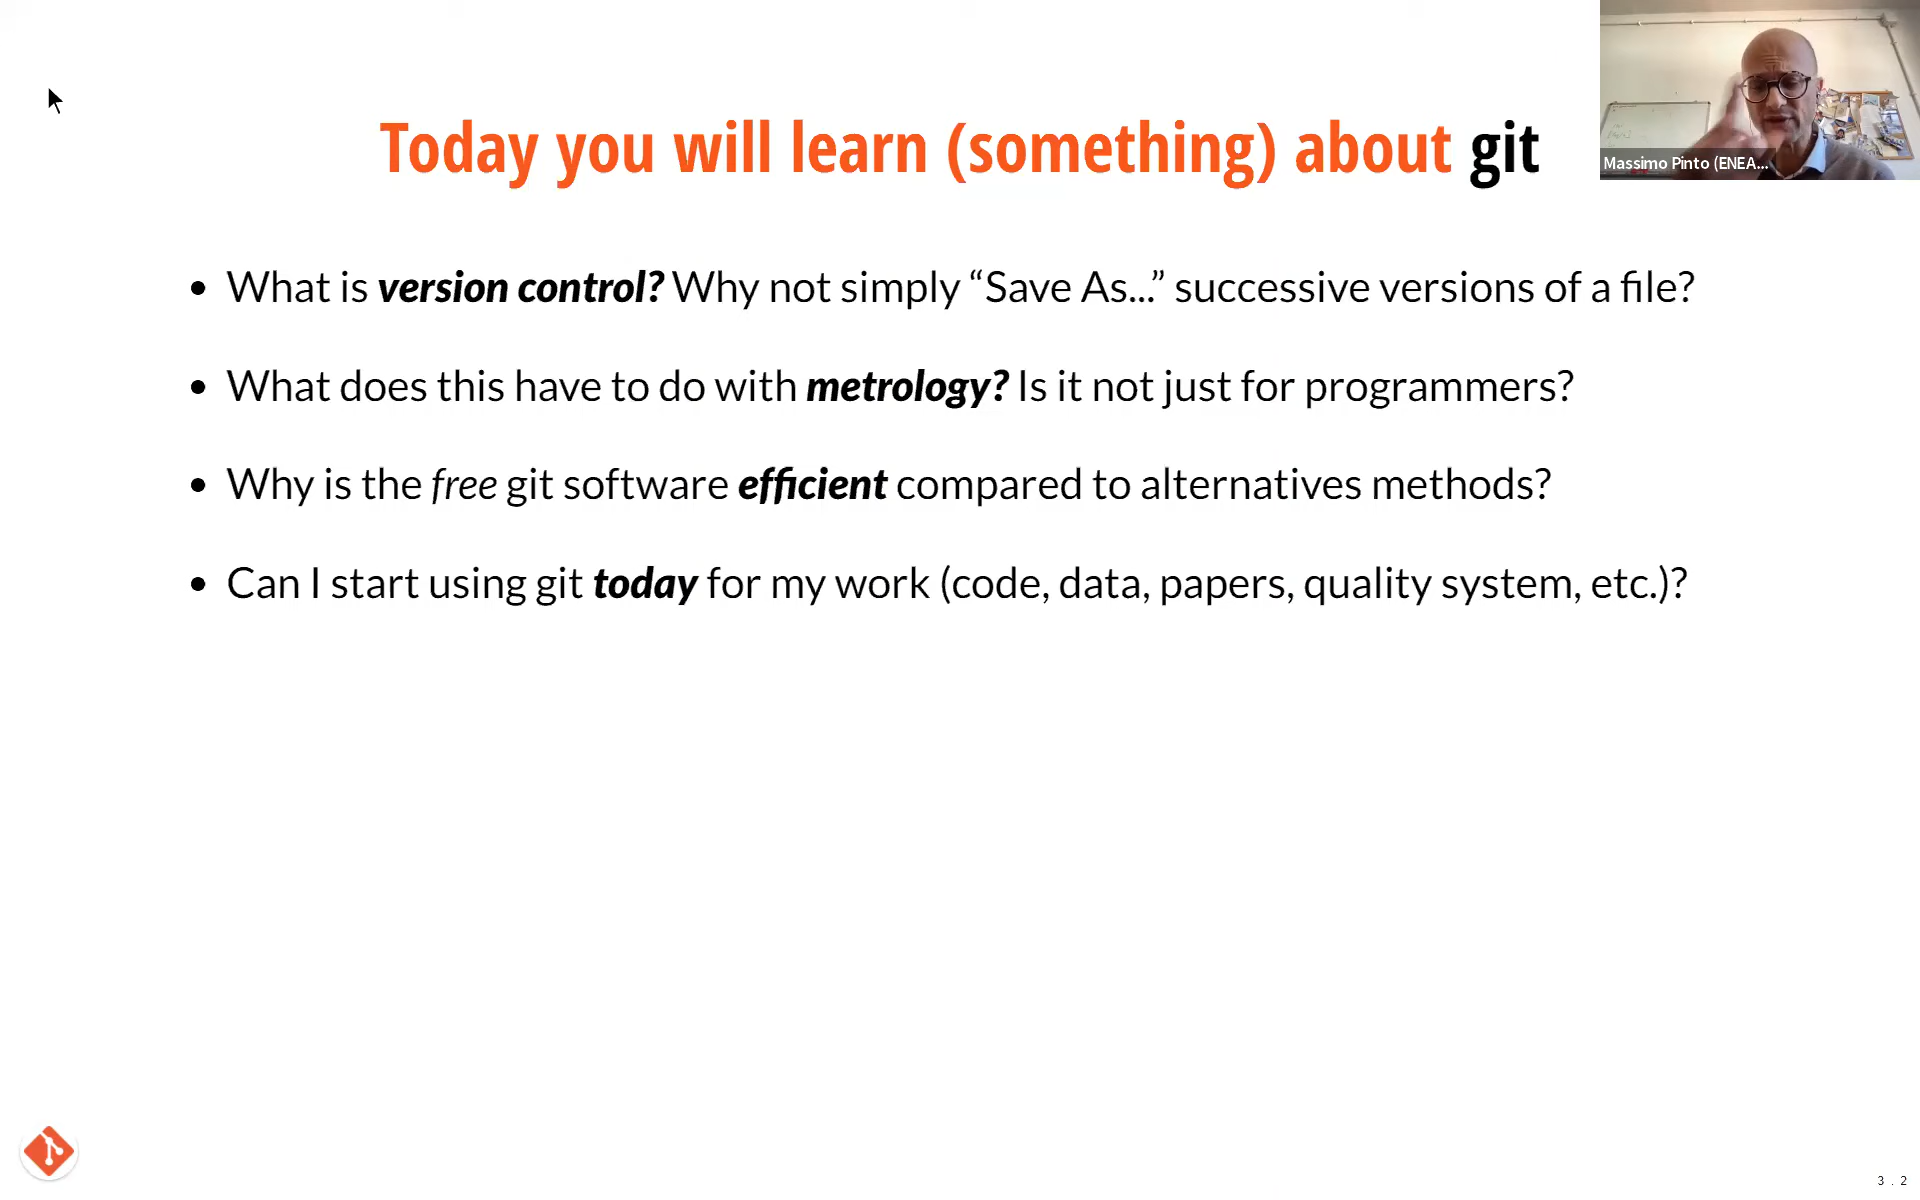 Today you will learn (something) about git
Massimo Pinto (ENEA...
• What is version control? Why not simply “Save As...” successive versions of a file?
• What does this have to do with metrology? Is it not just for programmers?
• Why is the free git software efficient compared to alternatives methods?
• Can I start using git today for my work (code, data, papers, quality system, etc.)?
3 . 2